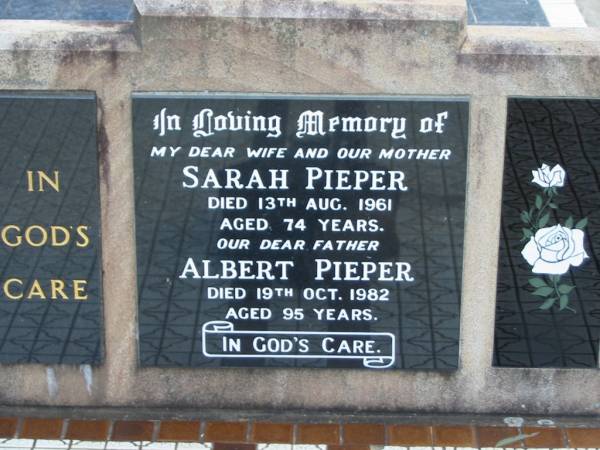 IN
GOD'S
CARE
In Loving Memory of
MY DEAR WIFE AND OUR MOTHER
SARAH PIEPER
DIED 13TH AUG. 1961
AGED 74 YEARS.
OUR DEAR FATHER
ALBERT PIEPER
DIED 19TH OCT. 1982
AGED 95 YEARS.
IN GOD'S CARE.